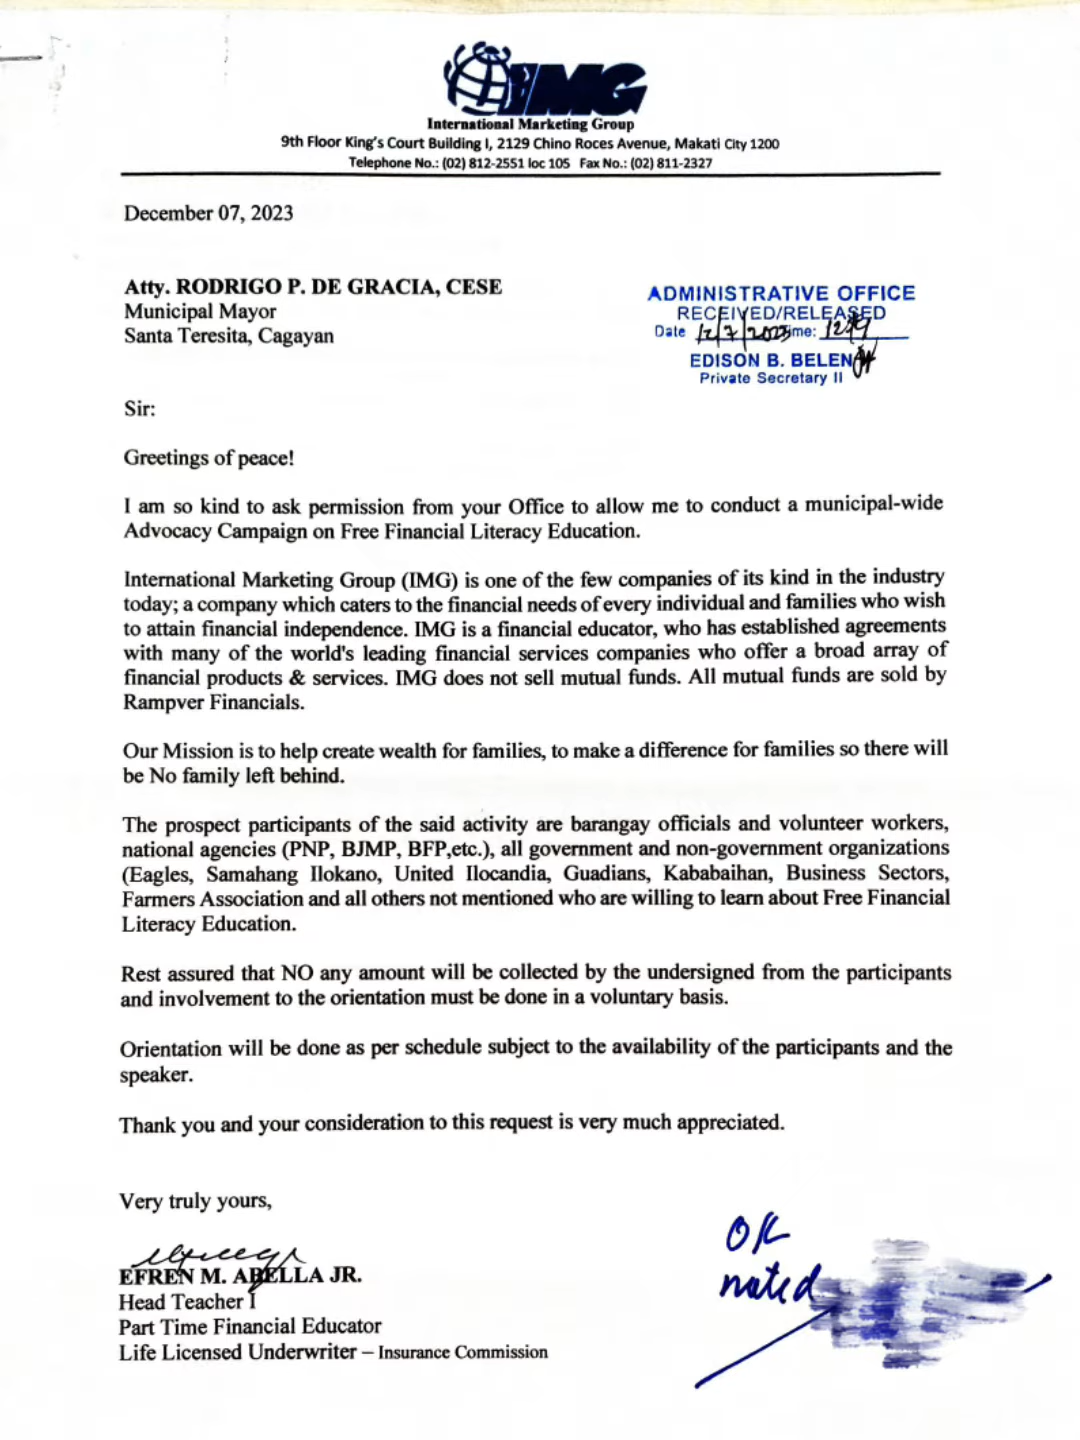 IMG
International Marketing Group
9th Floor King's Court Building I, 2129 Chino Roces Avenue, Makati City 1200
Telephone No.: (02) 812-2551 loc 105 Fax No.: (02) 811-2327
December 07, 2023
Atty. RODRIGO P. DE GRACIA, CESE
Municipal Mayor
Santa Teresita, Cagayan
ADMINISTRATIVE OFFICE
RECEIVED/RELEASED
Date 12/7/2023 Time:
EDISON B. BELEN
Private Secretary II
Sir:
Greetings of peace!
I am so kind to ask permission from your Office to allow me to conduct a municipal-wide
Advocacy Campaign on Free Financial Literacy Education.
International Marketing Group (IMG) is one of the few companies of its kind in the industry
today; a company which caters to the financial needs of every individual and families who wish
to attain financial independence. IMG is a financial educator, who has established agreements
with many of the world's leading financial services companies who offer a broad array of
financial products & services. IMG does not sell mutual funds. All mutual funds are sold by
Rampver Financials.
Our Mission is to help create wealth for families, to make a difference for families so there will
be No family left behind.
The prospect participants of the said activity are barangay officials and volunteer workers,
national agencies (PNP, BJMP, BFP,etc.), all government and non-government organizations
(Eagles, Samahang Ilokano, United Ilocandia, Guadians, Kababaihan, Business Sectors,
Farmers Association and all others not mentioned who are willing to learn about Free Financial
Literacy Education.
Rest assured that NO any amount will be collected by the undersigned from the participants
and involvement to the orientation must be done in a voluntary basis.
Orientation will be done as per schedule subject to the availability of the participants and the
speaker.
Thank you and your consideration to this request is very much appreciated.
Very truly yours,
EFREN M. ABELLA JR.
Head Teacher I
Part Time Financial Educator
Life Licensed Underwriter – Insurance Commission
OK
noted